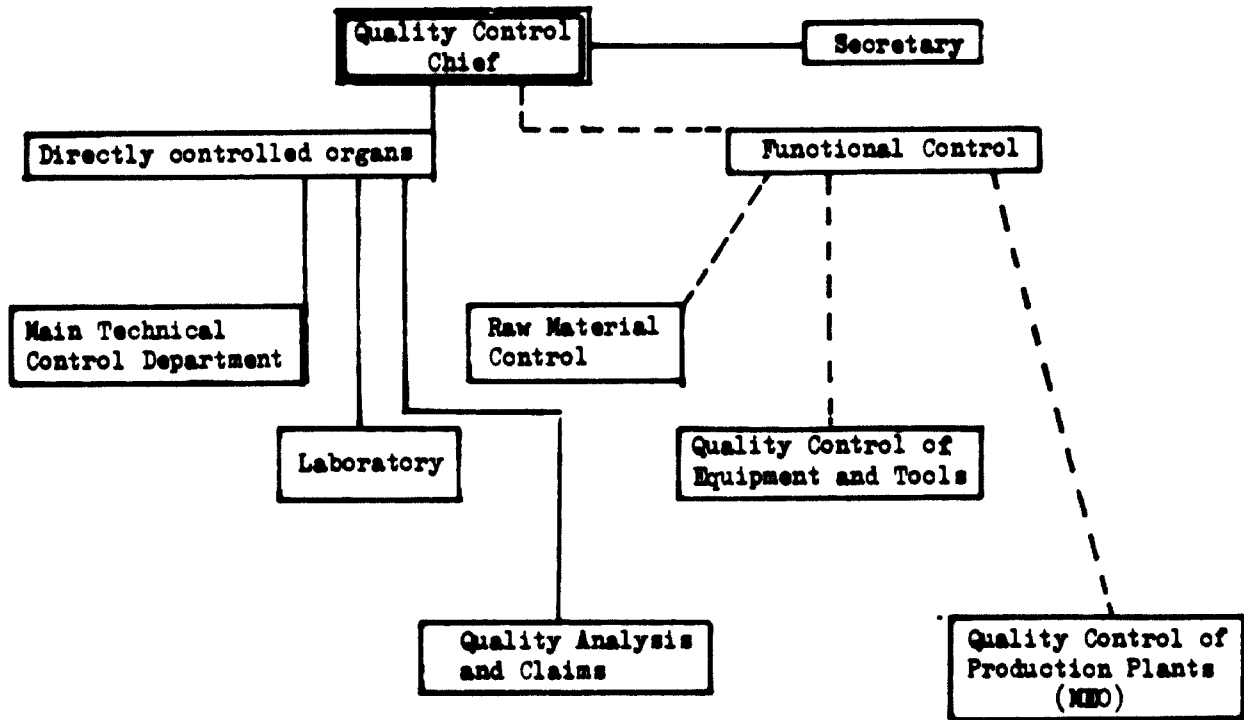 Quality Control
Chief
Secretary
Directly controlled organs
Functional Control
Main Technical
Control Department
Raw Material
Control
Laboratory
Quality Control of
Equipment and Tools
Quality Analysis
and Claims
Quality Control of
Production Plants
(MEO)